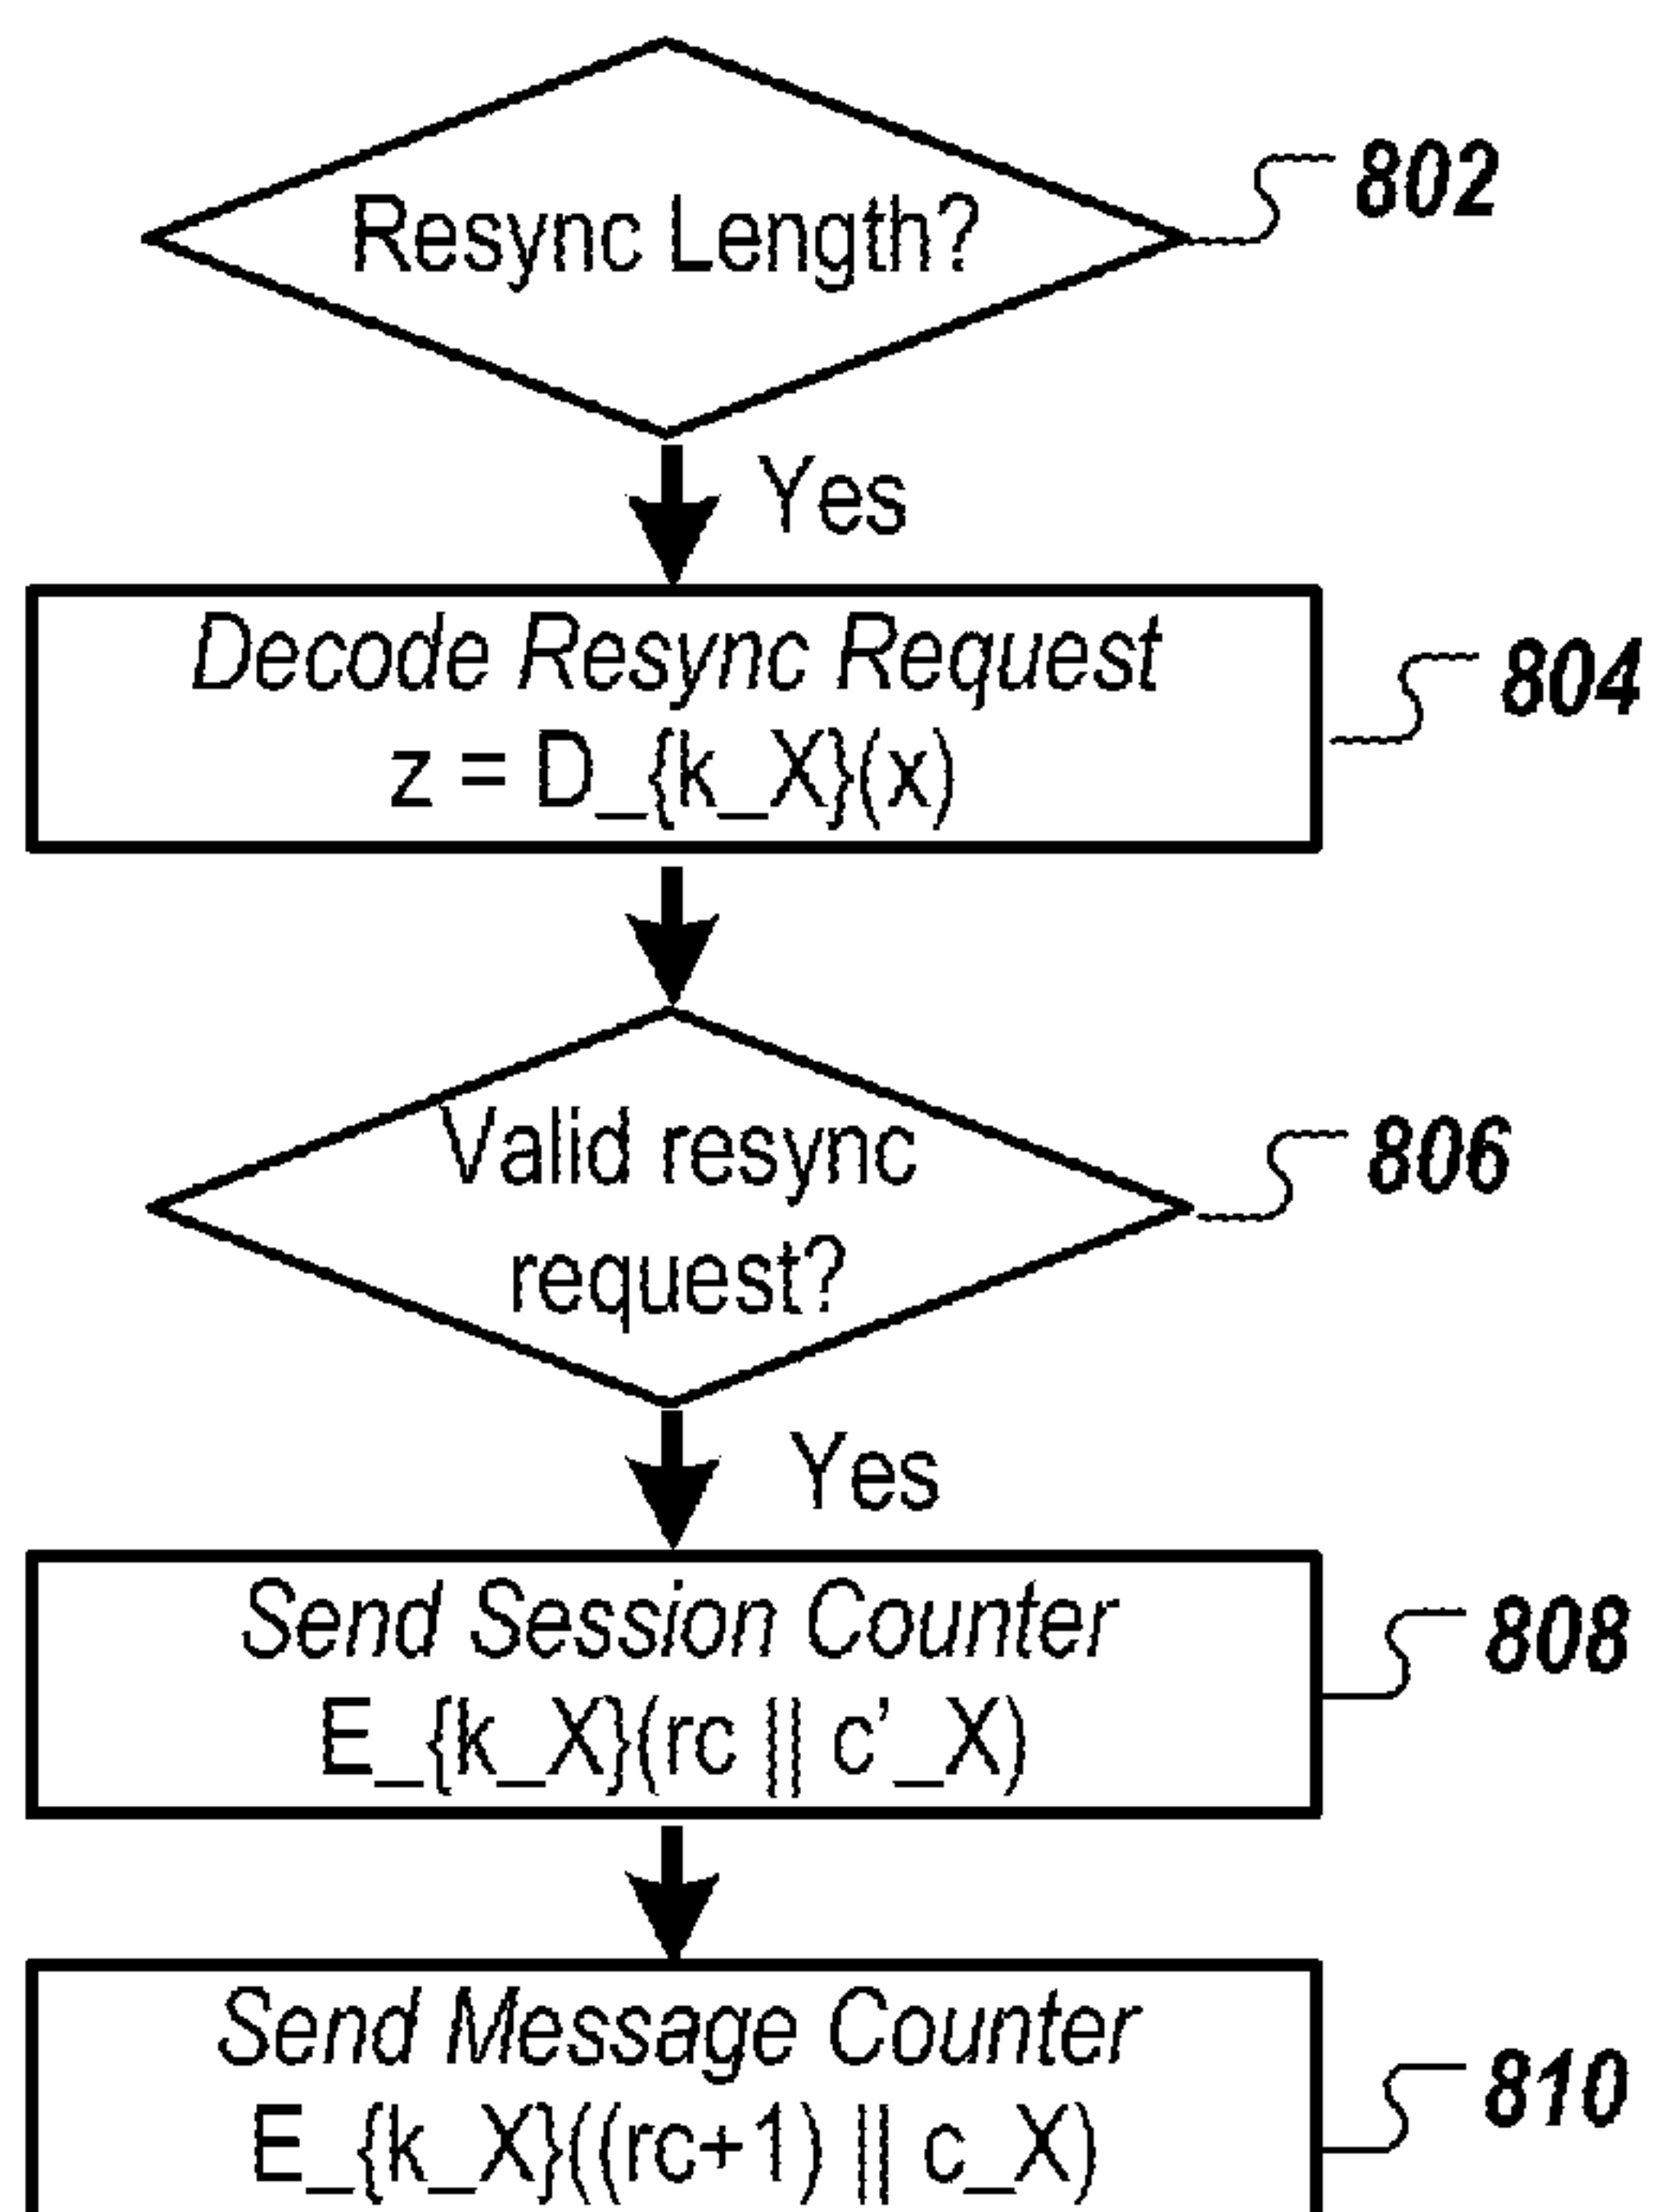 Resync Length?
802
Yes
Decode Resync Request
804
z = D_{k_X}(x)
Valid resync
806
request?
Yes
Send Session Counter
808
E_{k_X}(rc || c’_X)
Send Message Counter
810
E_{k_X}((rc+1) || c_X)